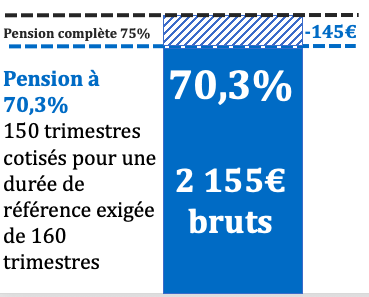 Pension complète 75%
-145€
Pension à
70,3%
150 trimestres
cotisés pour une
durée de
référence exigée
de 160
trimestres
70,3%
2 155€
bruts